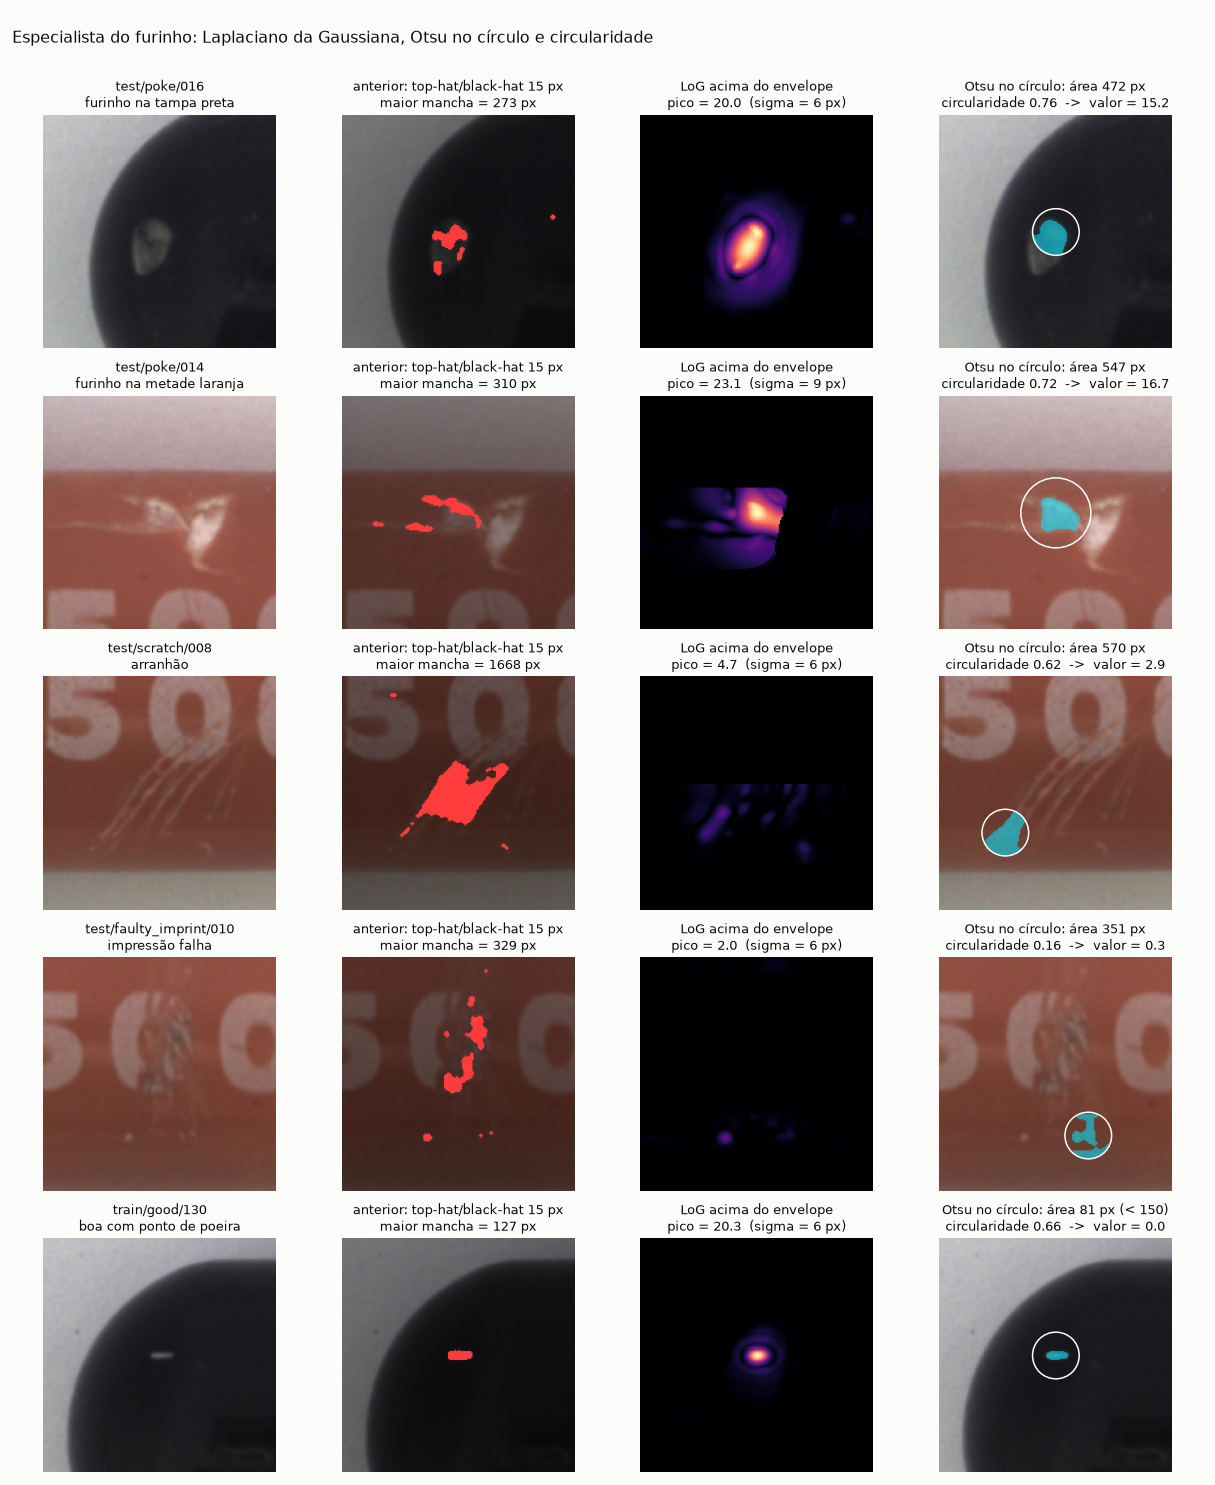 Especialista do furinho: Laplaciano da Gaussiana, Otsu no círculo e circularidade
test/poke/016
furinho na tampa preta
anterior: top-hat/black-hat 15 px
maior mancha = 273 px
LoG acima do envelope
pico = 20.0 (sigma = 6 px)
Otsu no círculo: área 472 px
circularidade 0.76 -> valor = 15.2
test/poke/014
furinho na metade laranja
anterior: top-hat/black-hat 15 px
maior mancha = 310 px
LoG acima do envelope
pico = 23.1 (sigma = 9 px)
Otsu no círculo: área 547 px
circularidade 0.72 -> valor = 16.7
500
500
500
test/scratch/008
arranhão
anterior: top-hat/black-hat 15 px
maior mancha = 1668 px
LoG acima do envelope
pico = 4.7 (sigma = 6 px)
Otsu no círculo: área 570 px
circularidade 0.62 -> valor = 2.9
500
500
500
test/faulty_imprint/010
impressão falha
anterior: top-hat/black-hat 15 px
maior mancha = 329 px
LoG acima do envelope
pico = 2.0 (sigma = 6 px)
Otsu no círculo: área 351 px
circularidade 0.16 -> valor = 0.3
500
500
500
train/good/130
boa com ponto de poeira
anterior: top-hat/black-hat 15 px
maior mancha = 127 px
LoG acima do envelope
pico = 20.3 (sigma = 6 px)
Otsu no círculo: área 81 px (< 150)
circularidade 0.66 -> valor = 0.0